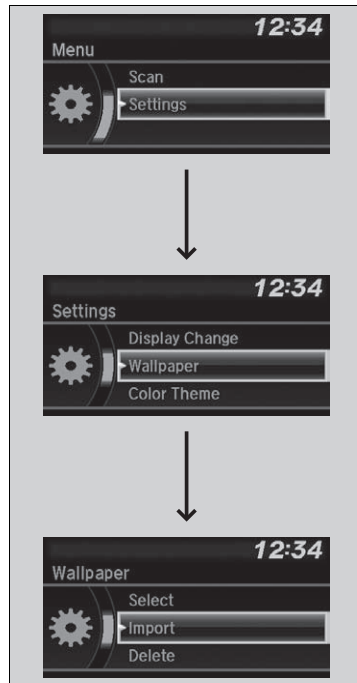 12:34
Menu
Scan
Settings
12:34
Settings
Display Change
Wallpaper
Color Theme
12:34
Wallpaper
Select
Import
Delete